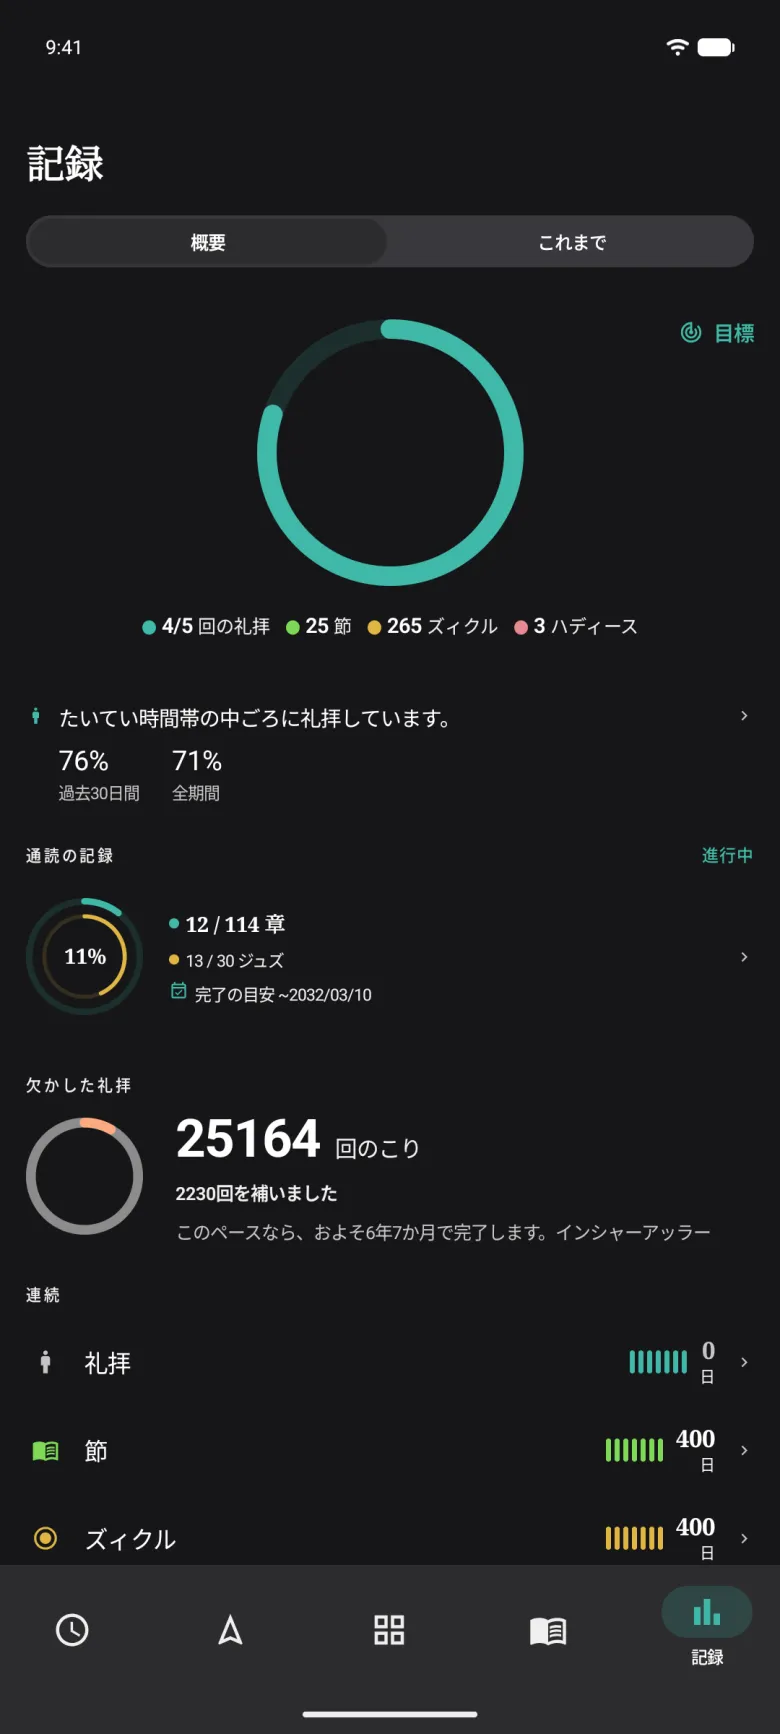 9:41
記録
概要
これまで
目標
4/5 回の礼拝 25 節 265 ズィクル 3 ハディース
たいてい時間帯の中ごろに礼拝しています。
76% 71%
過去30日間 全期間
通読の記録 進行中
12 / 114 章
11%
13 / 30 ジュズ
完了の目安 ~2032/03/10
欠かした礼拝
25164 回のこり
2230回を補いました
このペースなら、およそ6年7か月で完了します。インシャーアッラー
連続
礼拝 0
日
節 400
日
ズィクル 400
日
記録